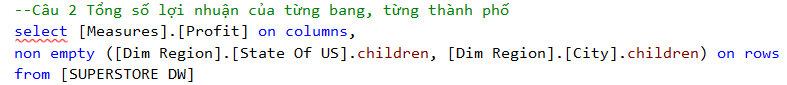 --Câu 2 Tổng số lợi nhuận của từng bang, từng thành phố
select [Measures].[Profit] on columns,
non empty ([Dim Region].[State Of US].children, [Dim Region].[City].children) on rows
from [SUPERSTORE DW]